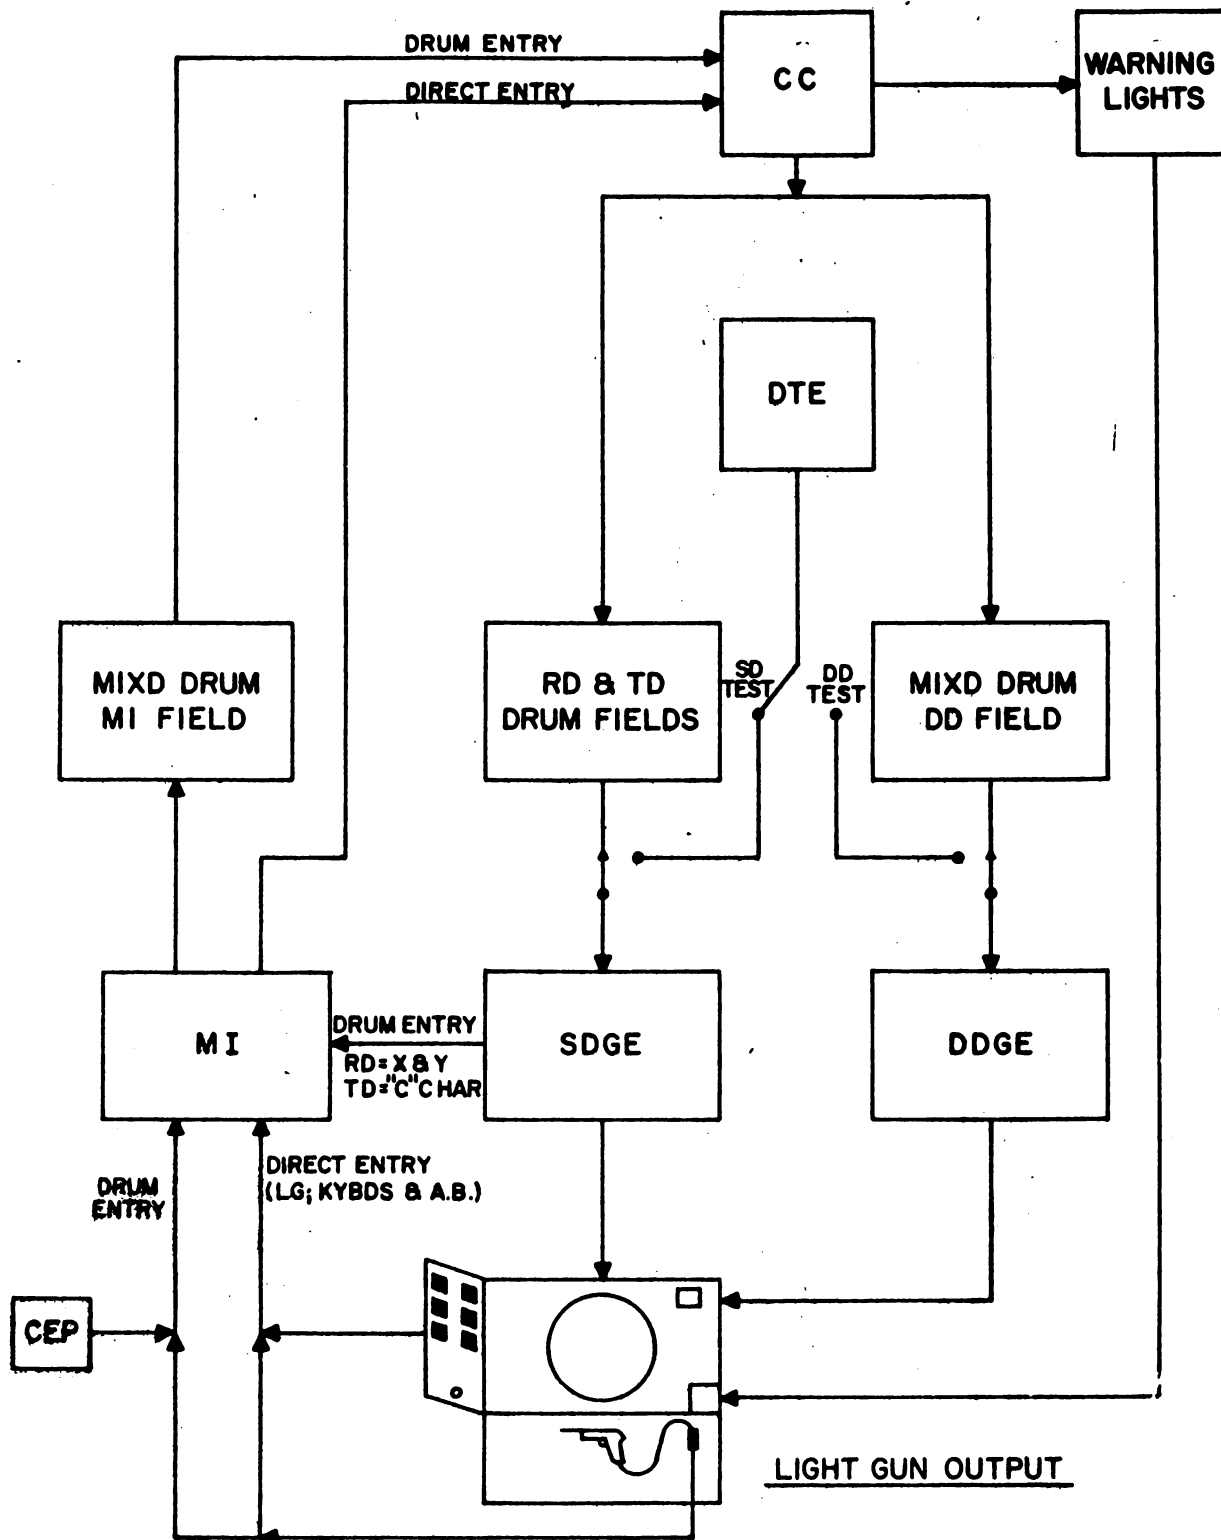 DRUM ENTRY
DIRECT ENTRY
CC
WARNING
LIGHTS
DTE
MIXD DRUM
MI FIELD
RD & TD
DRUM FIELDS
SD
TEST
DD
TEST
MIXD DRUM
DD FIELD
MI
DRUM ENTRY
RD=X & Y
TD="C"CHAR
SDGE
DDGE
DRUM
ENTRY
DIRECT ENTRY
(LG; KYBDS & A.B.)
CEP
LIGHT GUN OUTPUT